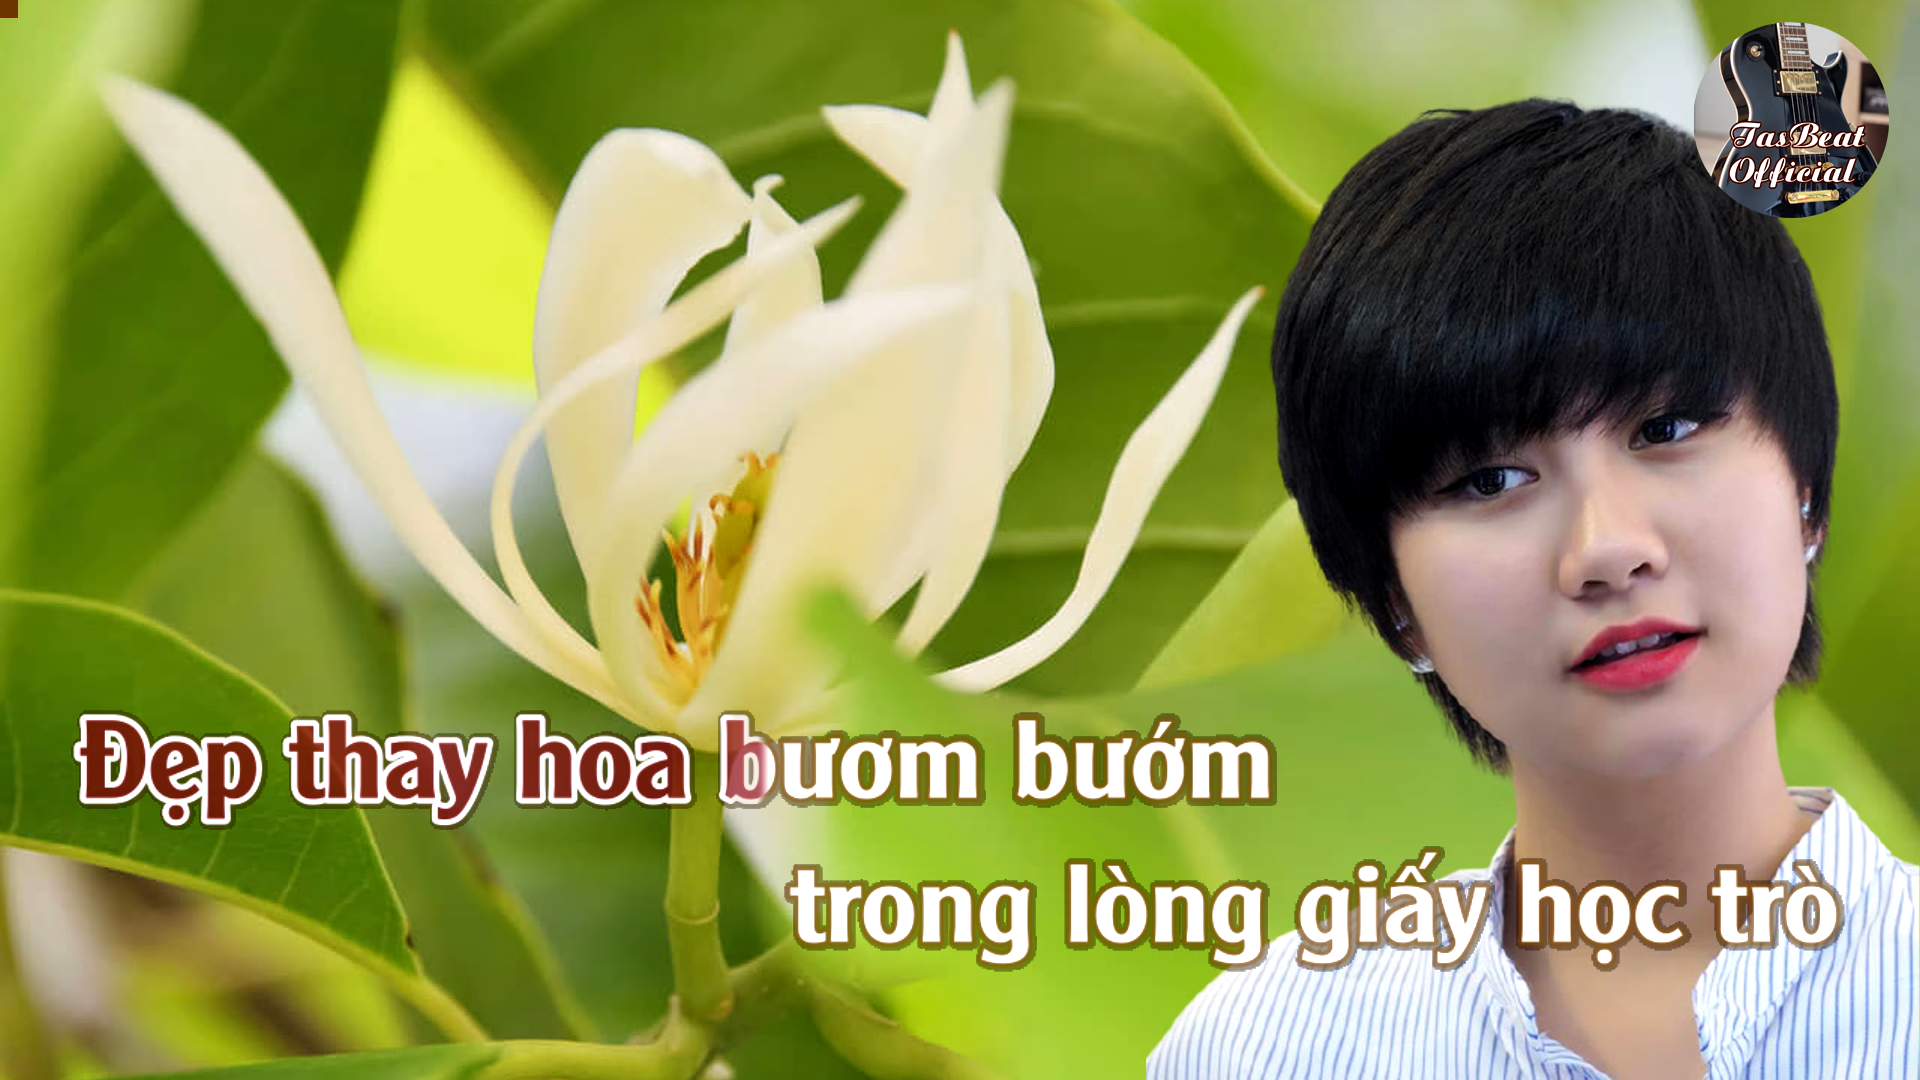 TasBeat
Official
Đẹp thay hoa bươm bướm
trong lòng giấy học trò